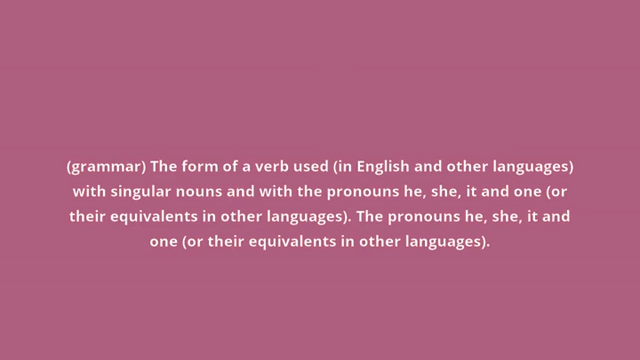 (grammar) The form of a verb used (in English and other languages)
with singular nouns and with the pronouns he, she, it and one (or
their equivalents in other languages). The pronouns he, she, it and
one (or their equivalents in other languages).